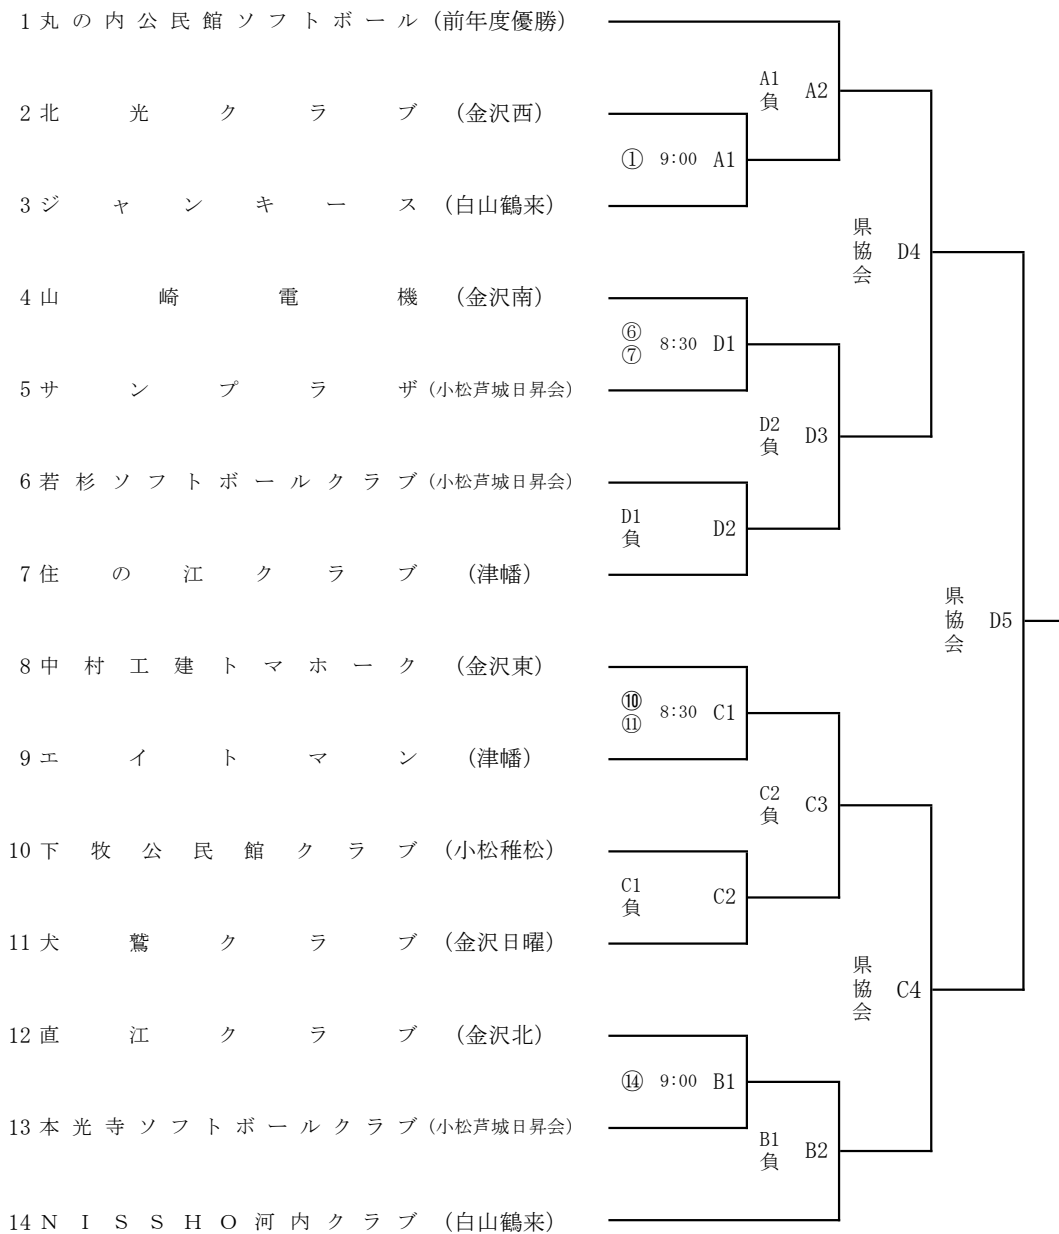 1 丸の内公民館ソフトボール (前年度優勝)
A1
負 A2
2 北光クラブ (金沢西)
① 9:00 A1
3 ジャンキース (白山鶴来)
県協会 D4
4 山崎電機 (金沢南)
⑥
⑦ 8:30 D1
5 サンプラザ (小松芦城日昇会)
D2
負 D3
6 若杉ソフトボールクラブ (小松芦城日昇会)
D1
負 D2
7 住の江クラブ (津幡)
県協会 D5
8 中村工建トマホーク (金沢東)
⑩
⑪ 8:30 C1
9 エイトマン (津幡)
C2
負 C3
10 下牧公民館クラブ (小松稚松)
C1
負 C2
11 犬鷲クラブ (金沢日曜)
県協会 C4
12 直江クラブ (金沢北)
⑭ 9:00 B1
13 本光寺ソフトボールクラブ (小松芦城日昇会)
B1
負 B2
14 NISSHO河内クラブ (白山鶴来)